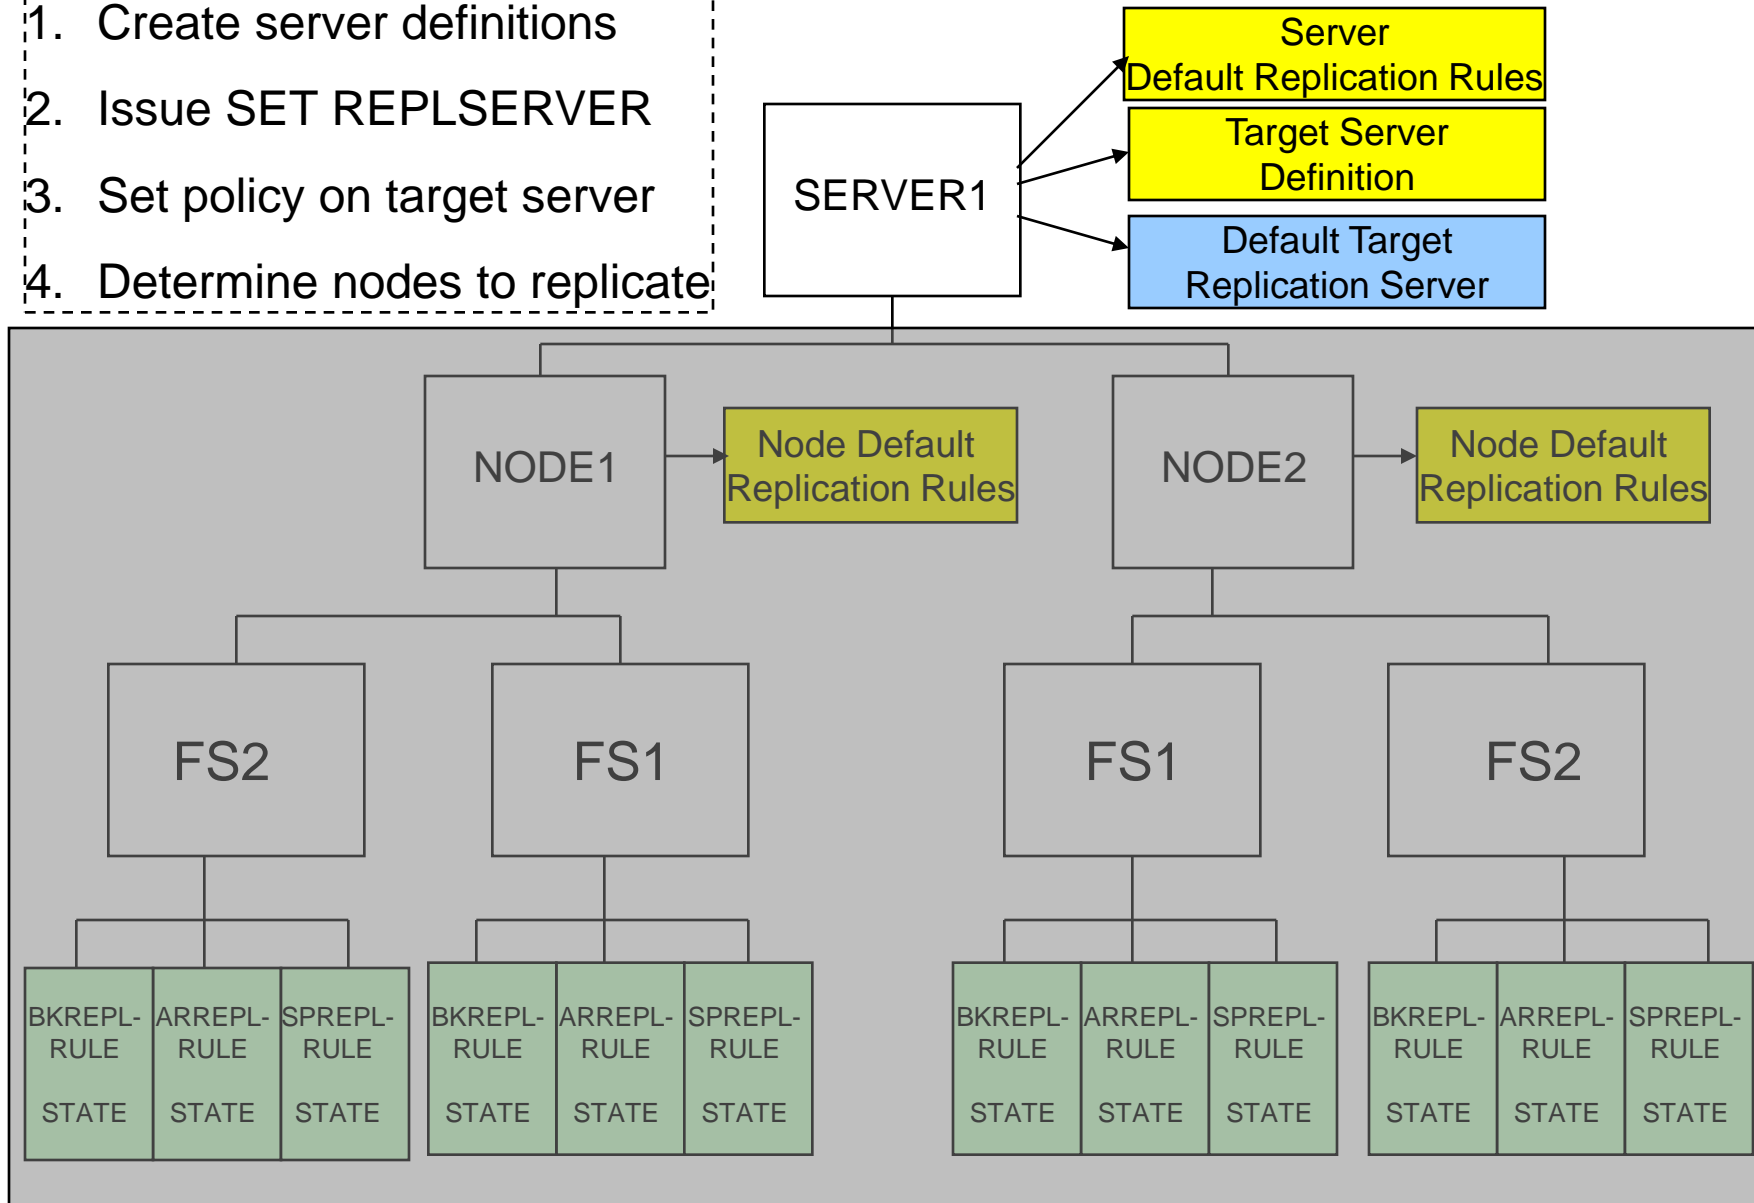 1. Create server definitions
2. Issue SET REPLSERVER
3. Set policy on target server
4. Determine nodes to replicate
SERVER1
Server
Default Replication Rules
Target Server
Definition
Default Target
Replication Server
NODE1
Node Default
Replication Rules
NODE2
Node Default
Replication Rules
FS2
FS1
FS1
FS2
BKREPL-
RULE
STATE
ARREPL-
RULE
STATE
SPREPL-
RULE
STATE
BKREPL-
RULE
STATE
ARREPL-
RULE
STATE
SPREPL-
RULE
STATE
BKREPL-
RULE
STATE
ARREPL-
RULE
STATE
SPREPL-
RULE
STATE
BKREPL-
RULE
STATE
ARREPL-
RULE
STATE
SPREPL-
RULE
STATE